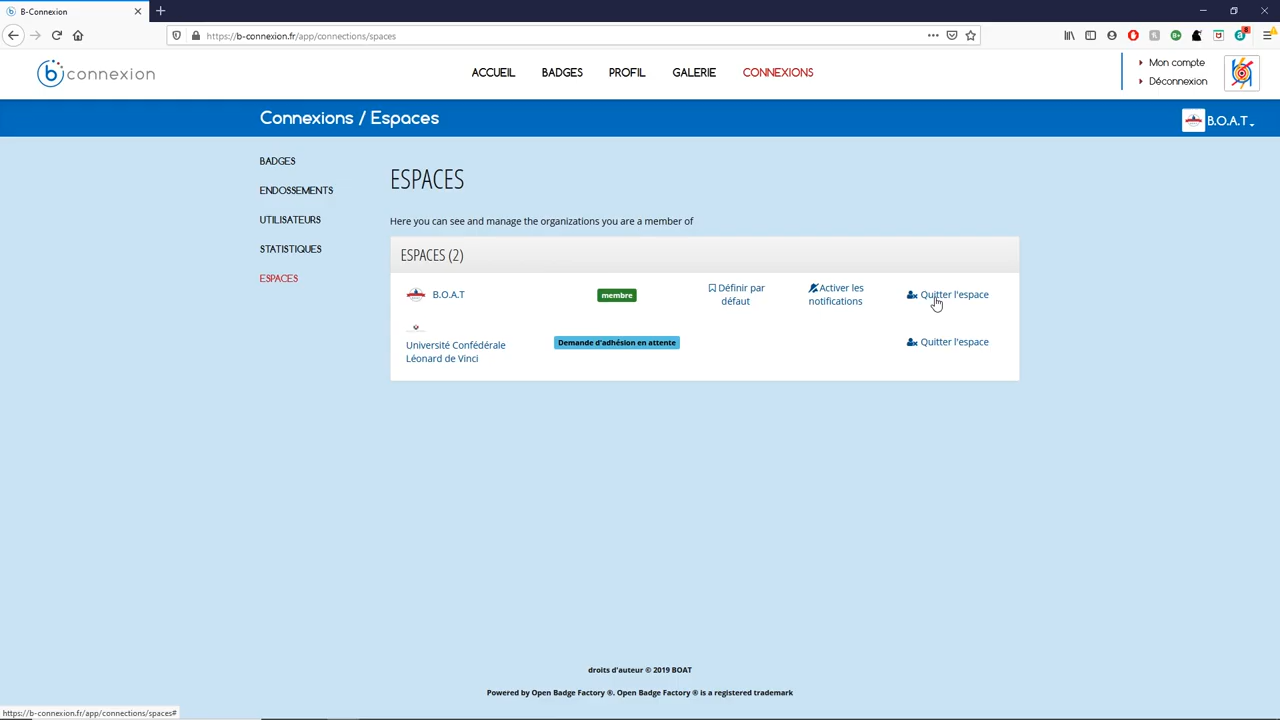 B-Connexion
https://b-connexion.fr/app/connections/spaces
b connexion
ACCUEIL BADGES PROFIL GALERIE CONNEXIONS
Mon compte
Déconnexion
Connexions / Espaces
B.O.A.T
BADGES
ENDOSSEMENTS
UTILISATEURS
STATISTIQUES
ESPACES
ESPACES
Here you can see and manage the organizations you are a member of
ESPACES (2)
B.O.A.T membre Définir par défaut Activer les notifications Quitter l'espace
Université Confédérale Léonard de Vinci Demande d'adhésion en attente Quitter l'espace
droits d'auteur © 2019 BOAT
Powered by Open Badge Factory ®. Open Badge Factory ® is a registered trademark
https://b-connexion.fr/app/connections/spaces#